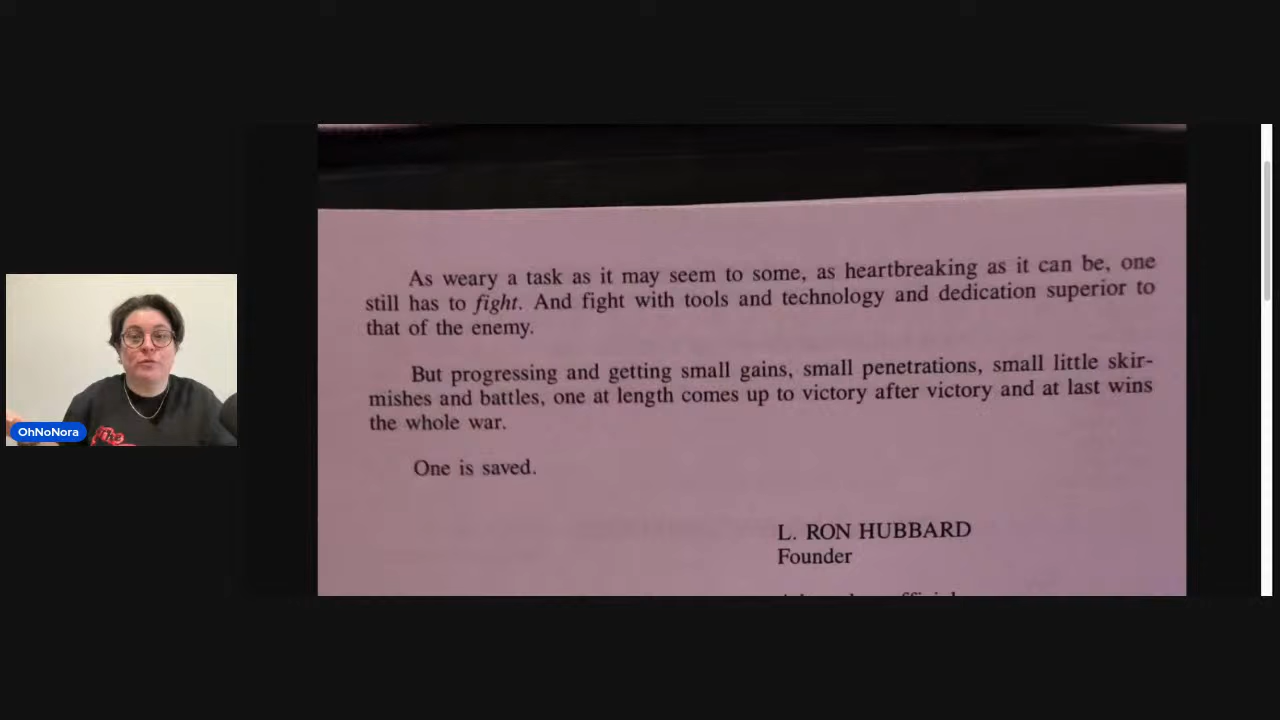 As weary a task as it may seem to some, as heartbreaking as it can be, one
still has to fight. And fight with tools and technology and dedication superior to
that of the enemy.
But progressing and getting small gains, small penetrations, small little skir-
mishes and battles, one at length comes up to victory after victory and at last wins
the whole war.
One is saved.
L. RON HUBBARD
Founder
OhNoNora
The